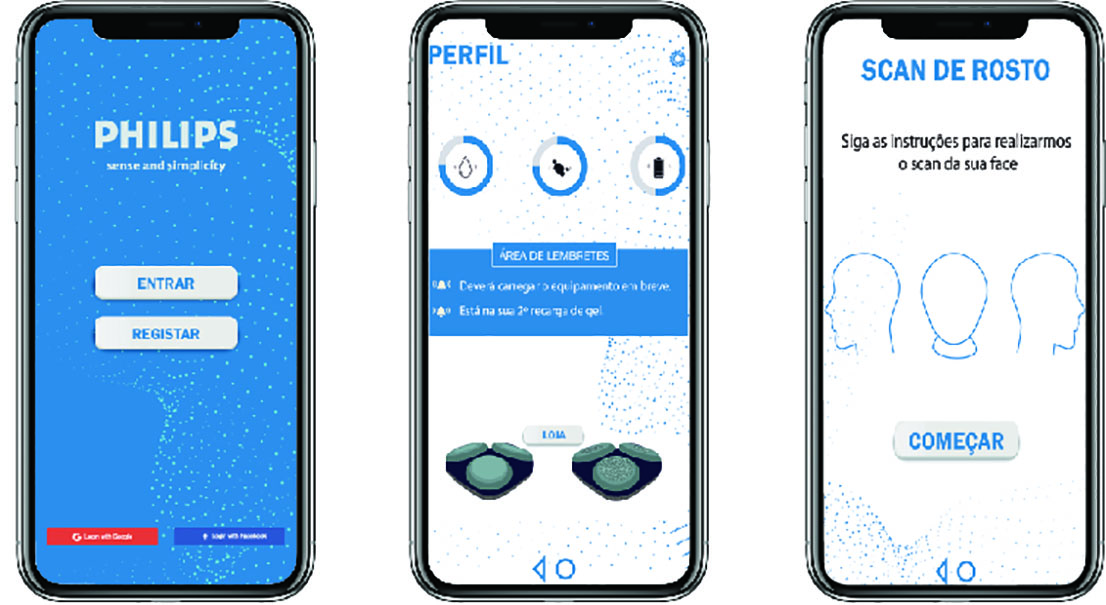 PHILIPS
sense and simplicity
ENTRAR
REGISTAR
Login with Google
Login with Facebook
PERFIL
ÁREA DE LEMBRETES
Deverá carregar o equipamento em breve.
Está na sua 2º recarga de gel.
LOJA
SCAN DE ROSTO
Siga as instruções para realizarmos
o scan da sua face
COMEÇAR